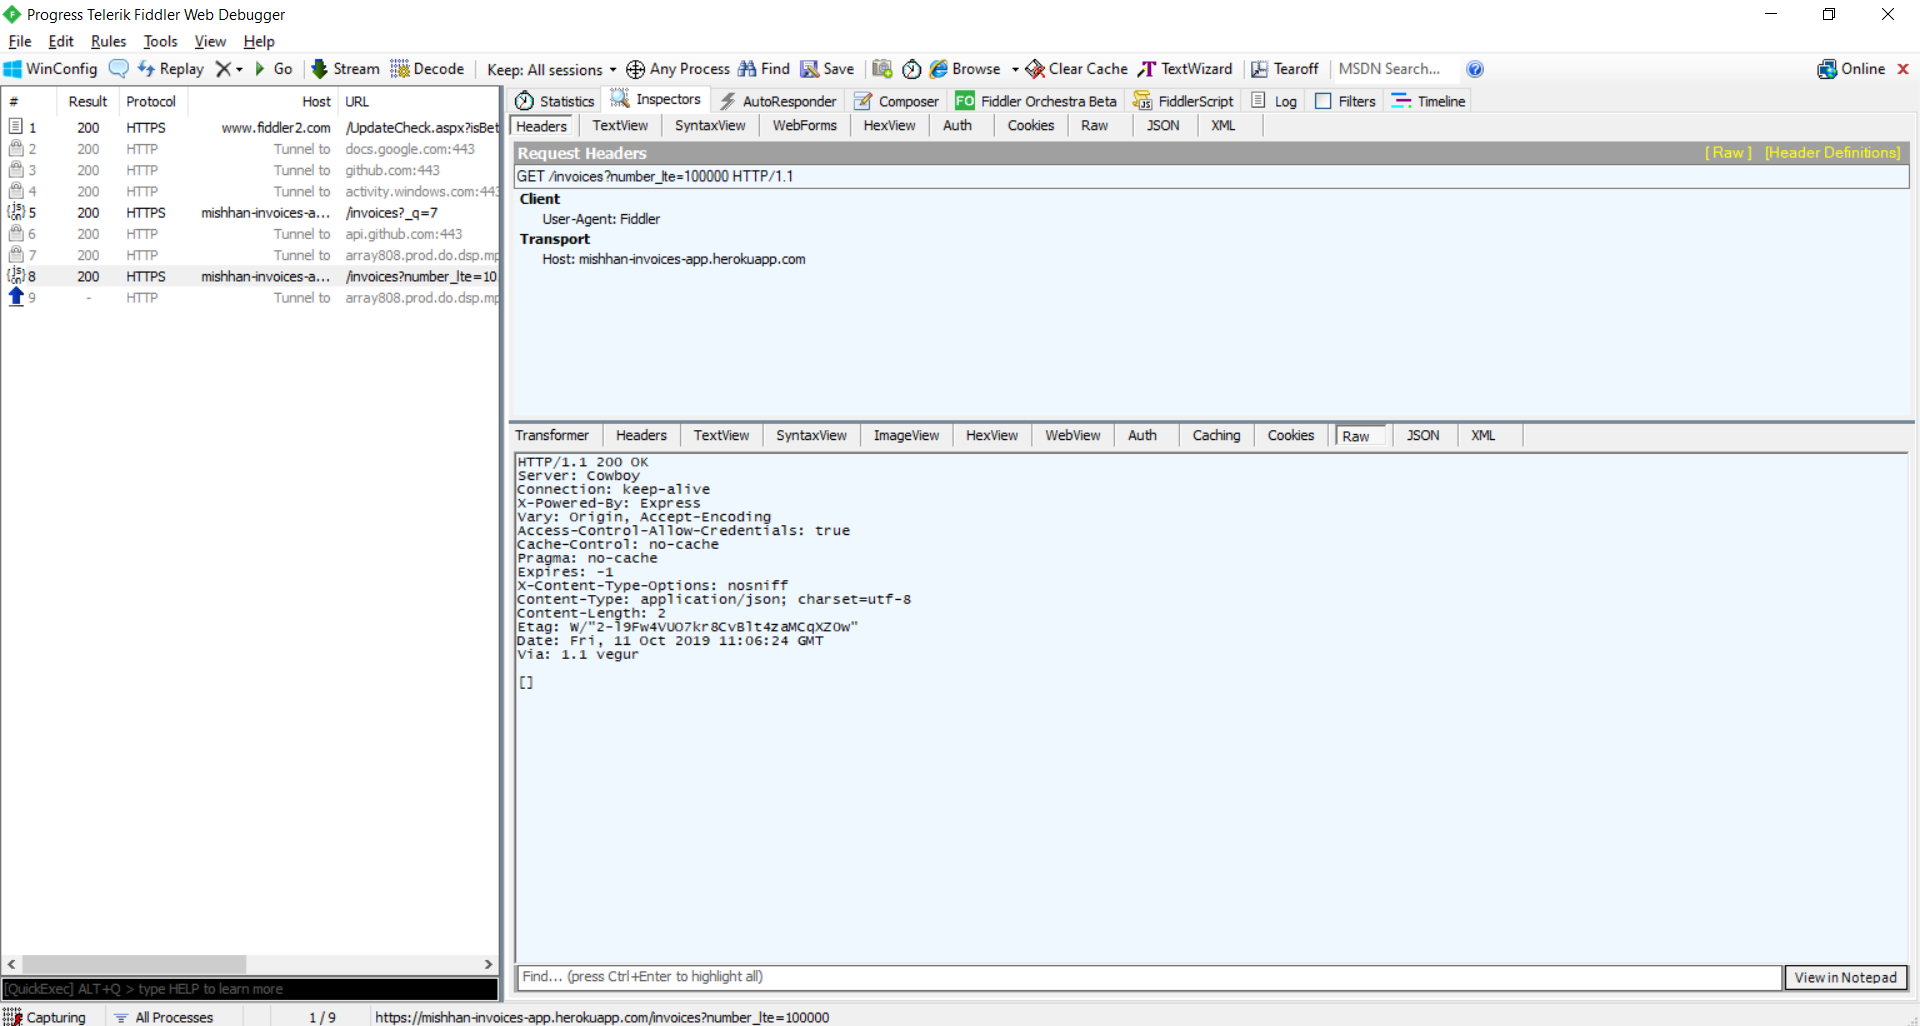 Progress Telerik Fiddler Web Debugger
File Edit Rules Tools View Help
WinConfig Replay Go Stream Decode Keep: All sessions Any Process Find Save Browse Clear Cache TextWizard Tearoff MSDN Search... Online
# Result Protocol Host URL
1 200 HTTPS www.fiddler2.com /UpdateCheck.aspx?isBet
2 200 HTTP Tunnel to docs.google.com:443
3 200 HTTP Tunnel to github.com:443
4 200 HTTP Tunnel to activity.windows.com:443
5 200 HTTPS mishhan-invoices-a... /invoices?_q=7
6 200 HTTP Tunnel to api.github.com:443
7 200 HTTP Tunnel to array808.prod.do.dsp.mp
8 200 HTTPS mishhan-invoices-a... /invoices?number_lte=10
9 - HTTP Tunnel to array808.prod.do.dsp.mp
[QuickExec] ALT+Q > type HELP to learn more
Statistics Inspectors AutoResponder Composer FO Fiddler Orchestra Beta FiddlerScript Log Filters Timeline
Headers TextView SyntaxView WebForms HexView Auth Cookies Raw JSON XML
Request Headers [ Raw ] [Header Definitions]
GET /invoices?number_lte=100000 HTTP/1.1
Client
User-Agent: Fiddler
Transport
Host: mishhan-invoices-app.herokuapp.com
Transformer Headers TextView SyntaxView ImageView HexView WebView Auth Caching Cookies Raw JSON XML
HTTP/1.1 200 OK
Server: Cowboy
Connection: keep-alive
X-Powered-By: Express
Vary: Origin, Accept-Encoding
Access-Control-Allow-Credentials: true
Cache-Control: no-cache
Pragma: no-cache
Expires: -1
X-Content-Type-Options: nosniff
Content-Type: application/json; charset=utf-8
Content-Length: 2
Etag: W/"2-l9Fw4VUO7kr8CvBlt4zaMCqXZ0w"
Date: Fri, 11 Oct 2019 11:06:24 GMT
Via: 1.1 vegur
[]
Find... (press Ctrl+Enter to highlight all) View in Notepad
Capturing All Processes 1 / 9 https://mishhan-invoices-app.herokuapp.com/invoices?number_lte=100000